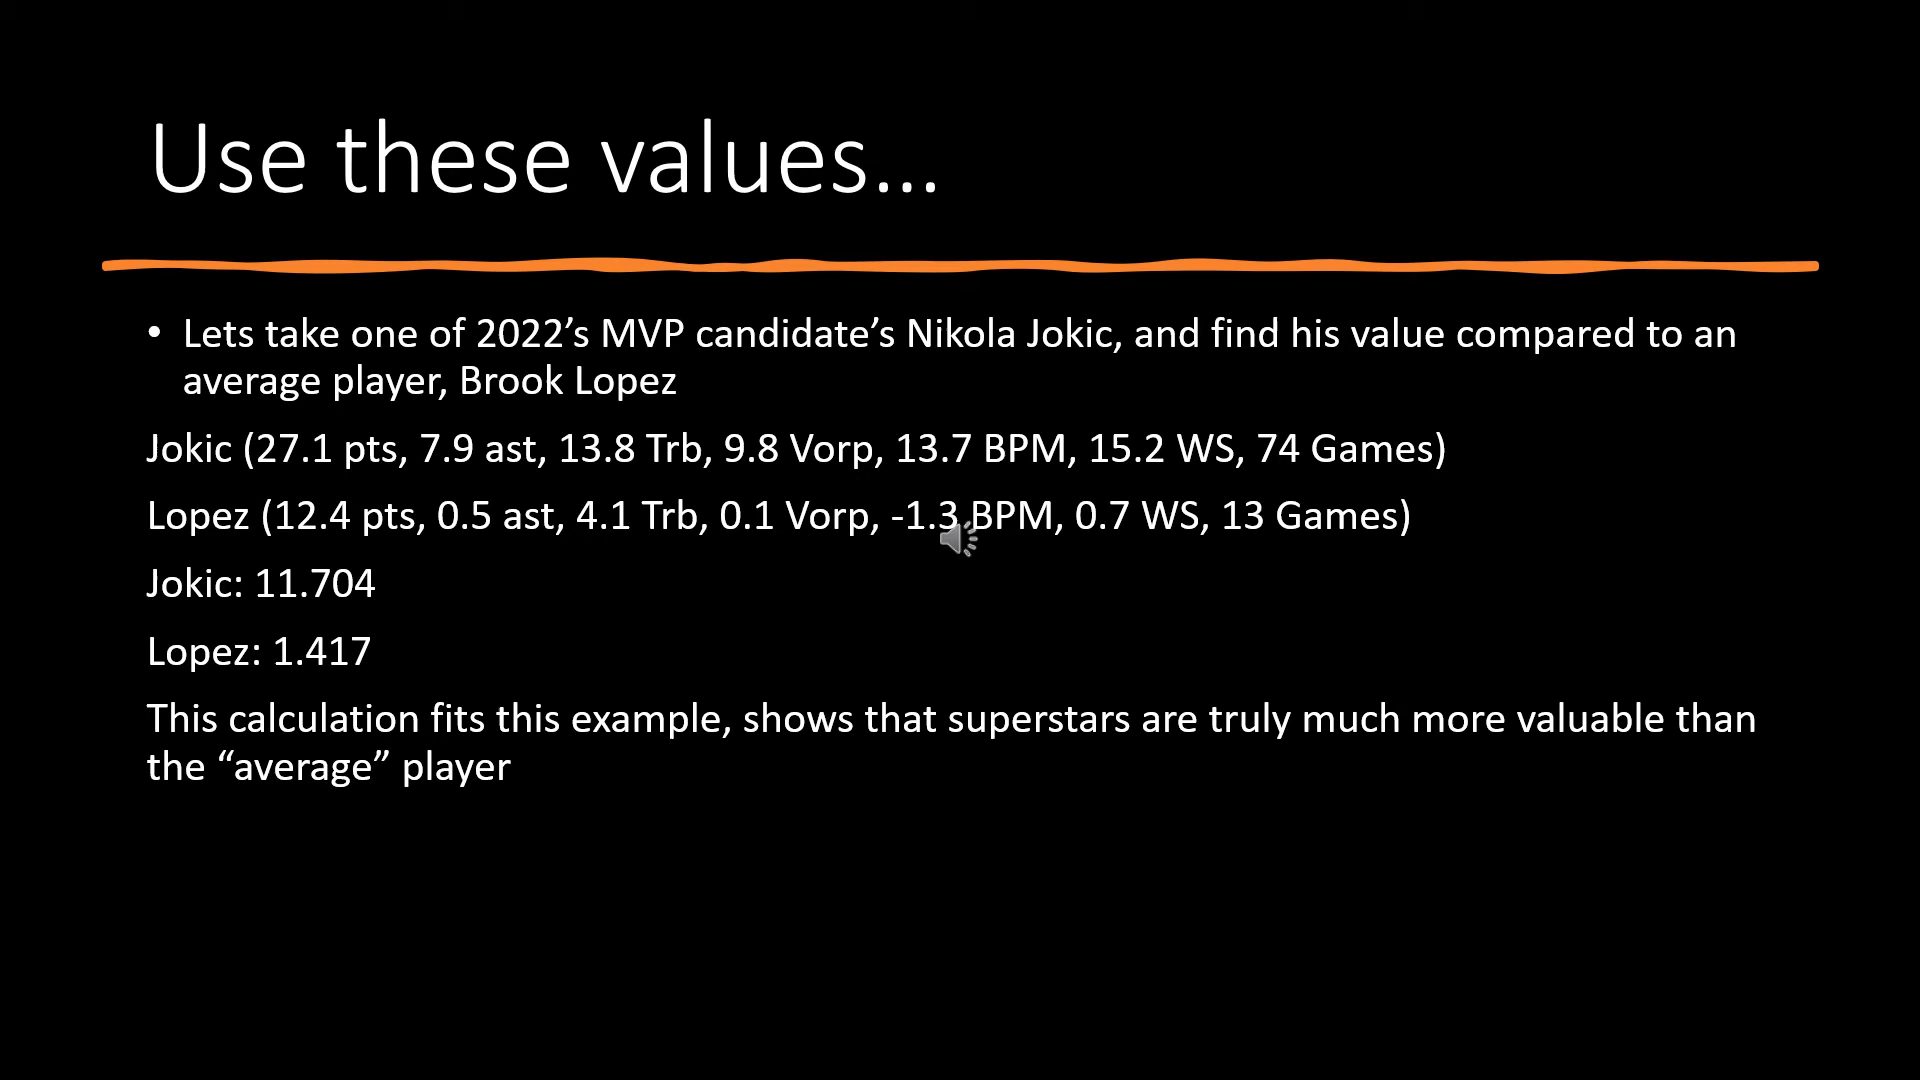 Use these values…
• Lets take one of 2022’s MVP candidate’s Nikola Jokic, and find his value compared to an
average player, Brook Lopez
Jokic (27.1 pts, 7.9 ast, 13.8 Trb, 9.8 Vorp, 13.7 BPM, 15.2 WS, 74 Games)
Lopez (12.4 pts, 0.5 ast, 4.1 Trb, 0.1 Vorp, -1.3 BPM, 0.7 WS, 13 Games)
Jokic: 11.704
Lopez: 1.417
This calculation fits this example, shows that superstars are truly much more valuable than
the “average” player